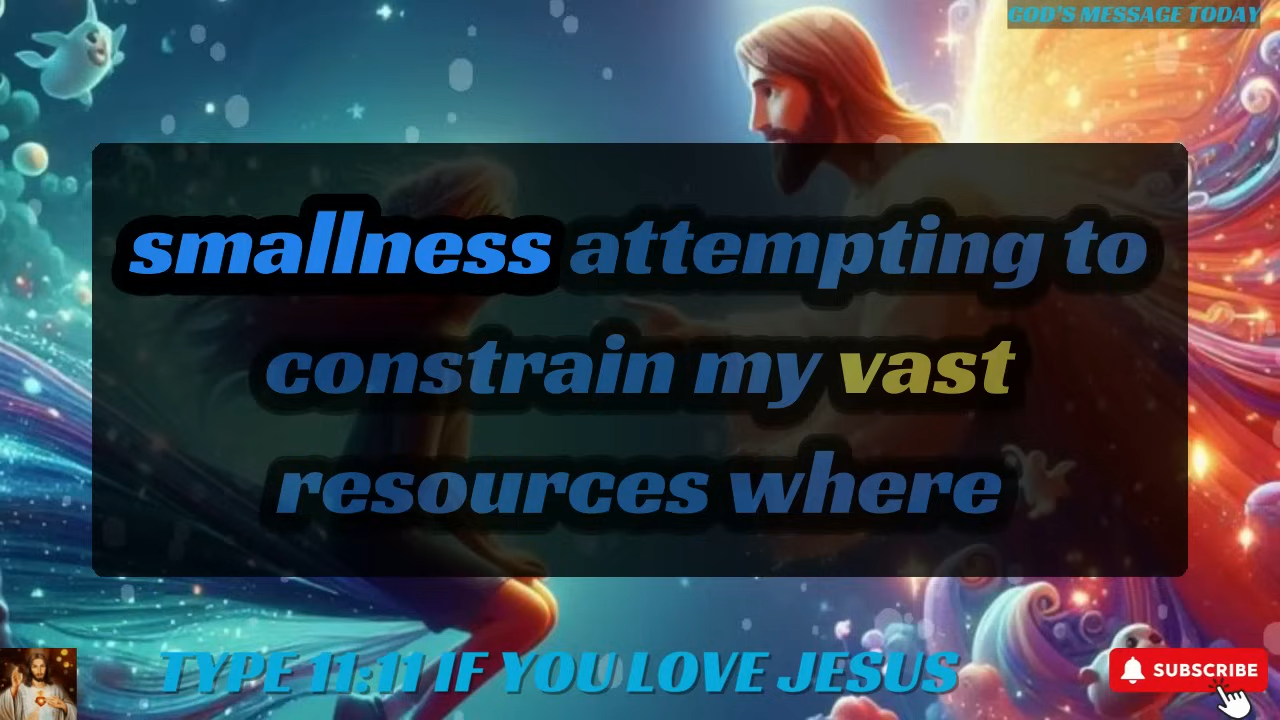 GOD'S MESSAGE TODAY
smallness attempting to
constrain my vast
resources where
TYPE 11:11 IF YOU LOVE JESUS
SUBSCRIBE